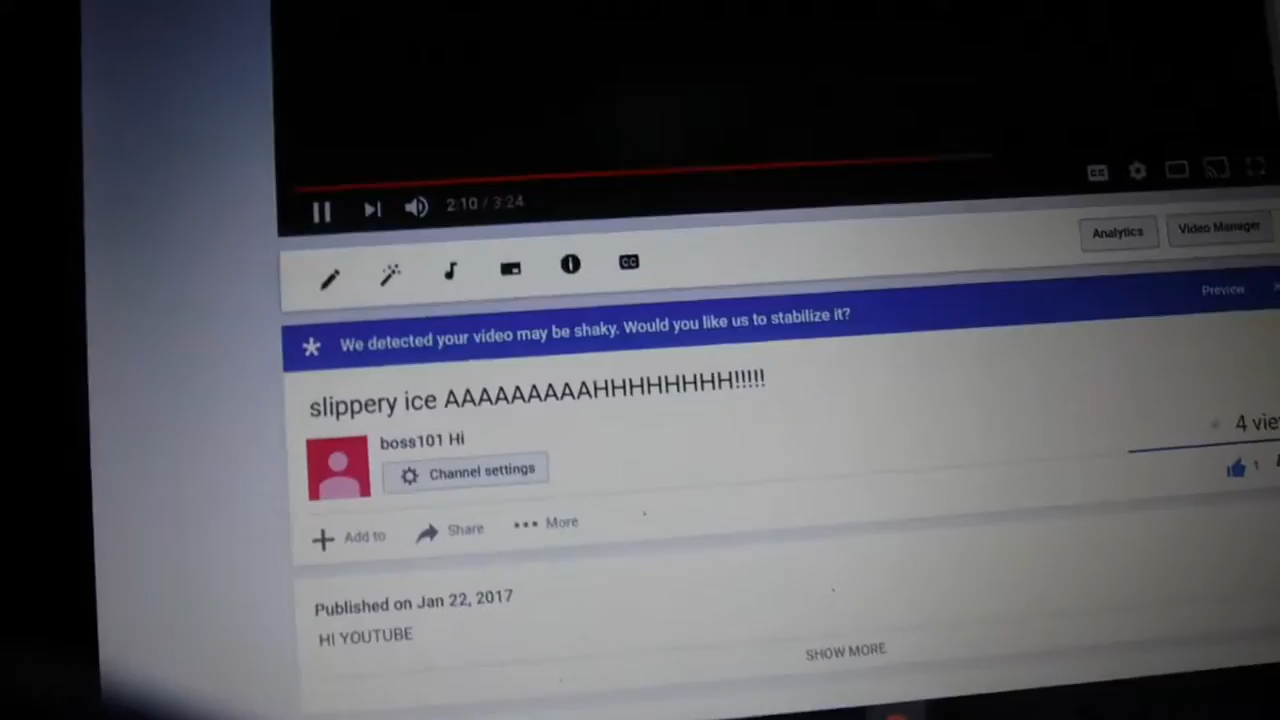 2:10 / 3:24
Analytics
Video Manager
CC
We detected your video may be shaky. Would you like us to stabilize it?
Preview
slippery ice AAAAAAAAAHHHHHHHH!!!!!
boss101 Hi
Channel settings
4 vie
1
Add to
Share
More
Published on Jan 22, 2017
HI YOUTUBE
SHOW MORE